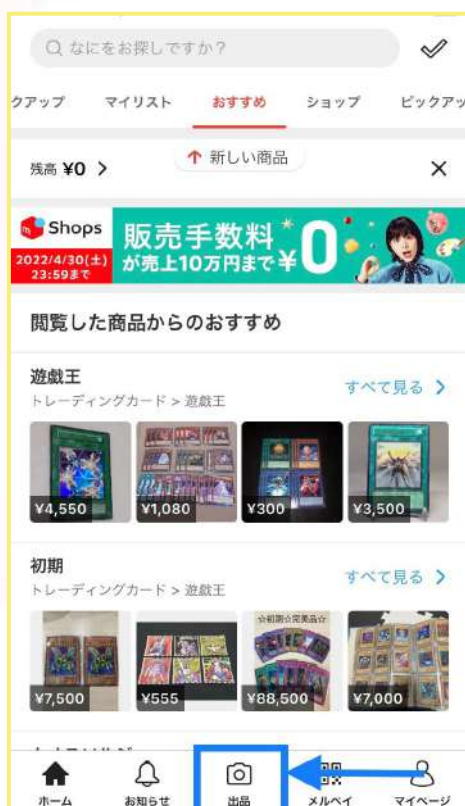 なにをお探しですか？
クアップ マイリスト おすすめ ショップ ピックアッ
残高 ¥0
新しい商品
Shops
2022/4/30(土)
23:59まで
販売手数料
が売上10万円まで¥0
閲覧した商品からのおすすめ
遊戯王
すべて見る
トレーディングカード > 遊戯王
¥4,550 ¥1,080 ¥300 ¥3,500
初期
すべて見る
トレーディングカード > 遊戯王
☆初期☆完美品☆
¥7,500 ¥555 ¥88,500 ¥7,000
ホーム お知らせ 出品 メルペイ マイページ